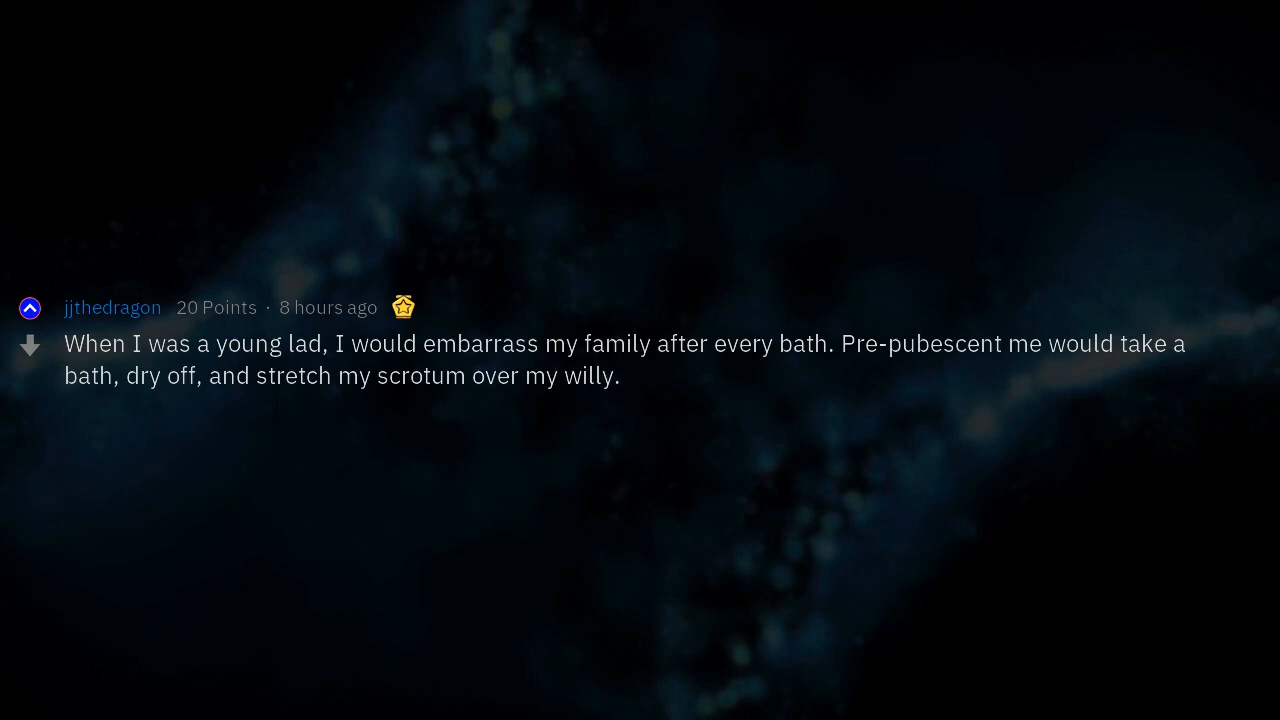 jjthedragon 20 Points · 8 hours ago
When I was a young lad, I would embarrass my family after every bath. Pre-pubescent me would take a
bath, dry off, and stretch my scrotum over my willy.